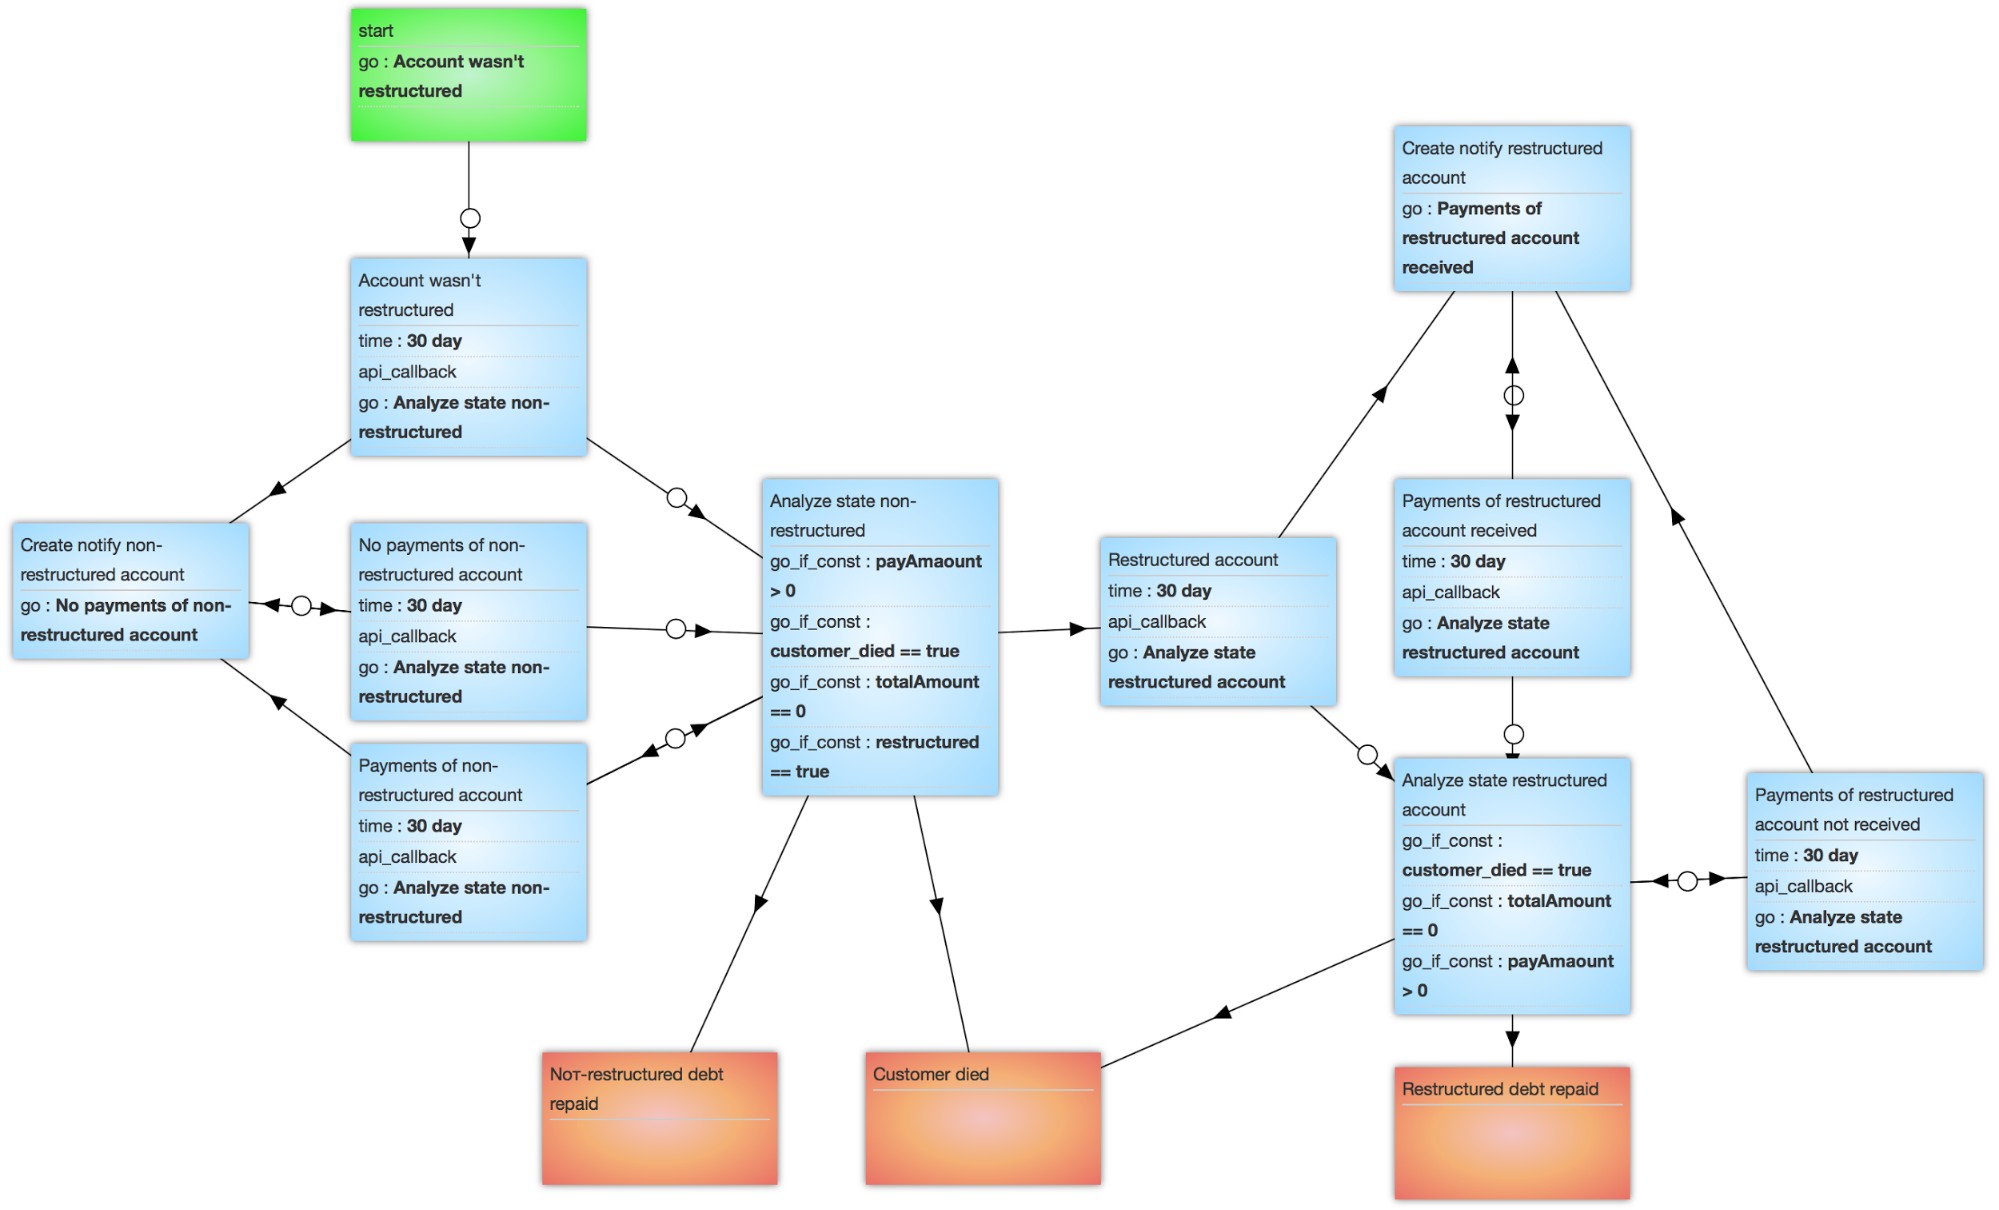 start
go : Account wasn't
restructured
Account wasn't
restructured
time : 30 day
api_callback
go : Analyze state non-
restructured
Create notify non-
restructured account
go : No payments of non-
restructured account
No payments of non-
restructured account
time : 30 day
api_callback
go : Analyze state non-
restructured
Payments of non-
restructured account
time : 30 day
api_callback
go : Analyze state non-
restructured
Analyze state non-
restructured
go_if_const : payAmaount
> 0
go_if_const :
customer_died == true
go_if_const : totalAmount
== 0
go_if_const : restructured
== true
Restructured account
time : 30 day
api_callback
go : Analyze state
restructured account
Create notify restructured
account
go : Payments of
restructured account
received
Payments of restructured
account received
time : 30 day
api_callback
go : Analyze state
restructured account
Analyze state restructured
account
go_if_const :
customer_died == true
go_if_const : totalAmount
== 0
go_if_const : payAmaount
> 0
Payments of restructured
account not received
time : 30 day
api_callback
go : Analyze state
restructured account
Noт-restructured debt
repaid
Customer died
Restructured debt repaid